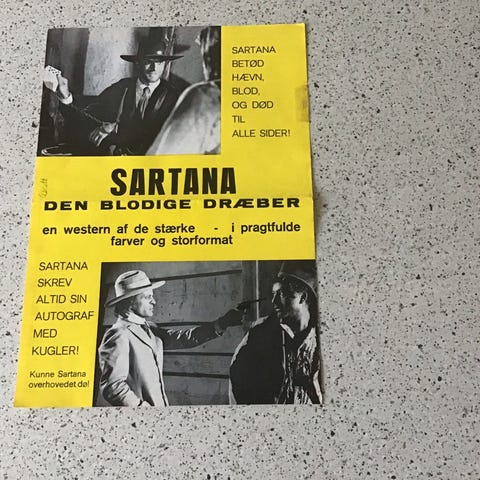 SARTANA
BETØD
HÆVN,
BLOD,
OG DØD
TIL
ALLE SIDER!
SARTANA
DEN BLODIGE DRÆBER
en western af de stærke - i pragtfulde
farver og storformat
SARTANA
SKREV
ALTID SIN
AUTOGRAF
MED
KUGLER!
Kunne Sartana
overhovedet dø!